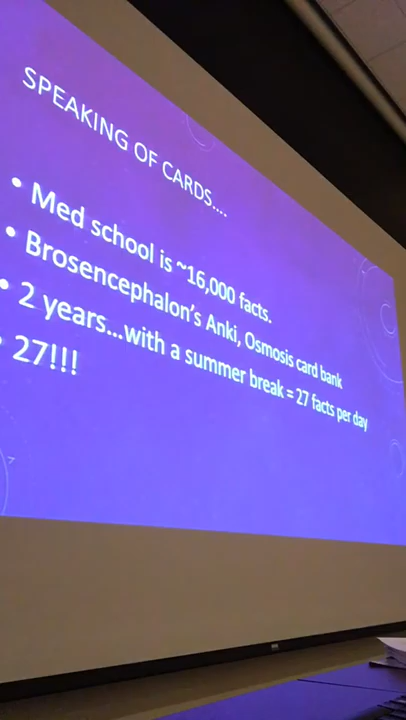 SPEAKING OF CARDS....
• Med school is ~16,000 facts.
• Brosencephalon's Anki, Osmosis card bank
• 2 years...with a summer break = 27 facts per day
• 27!!!